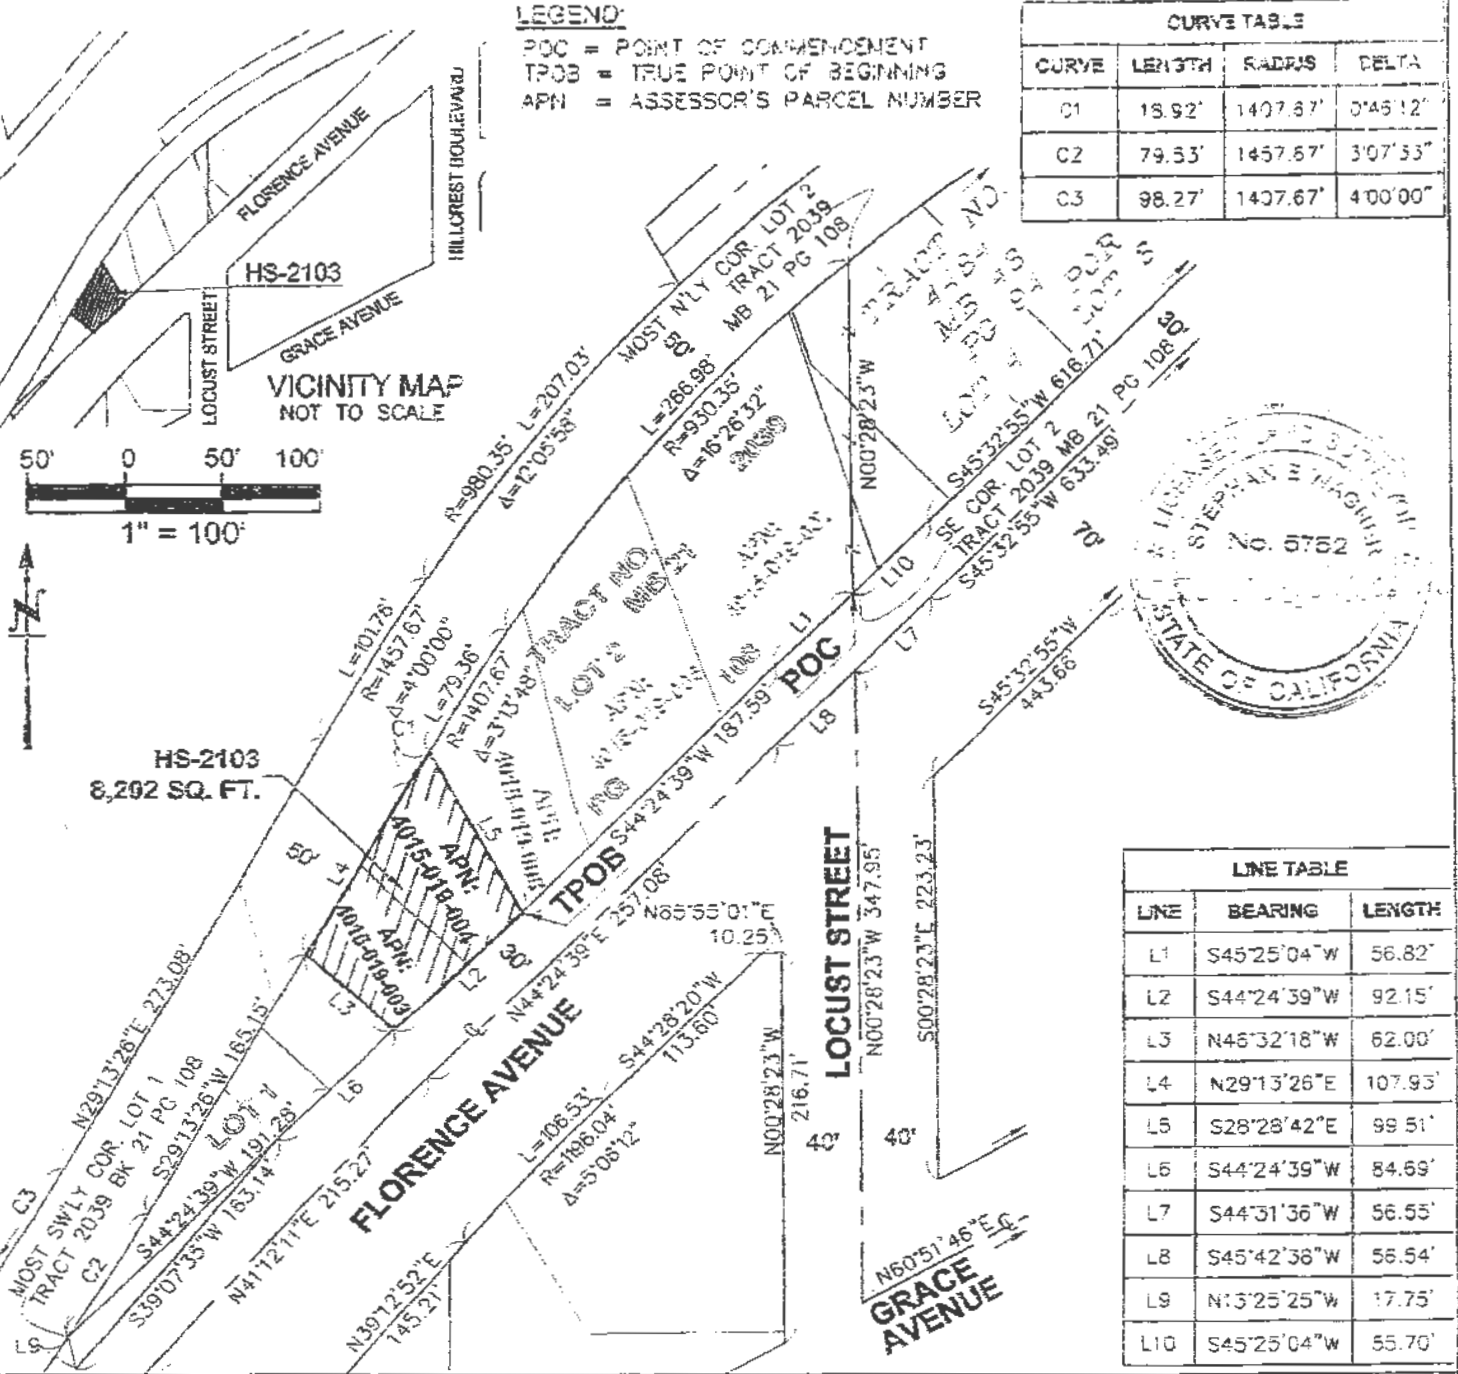 LEGEND:
POC = POINT OF COMMENCEMENT
TPOB = TRUE POINT OF BEGINNING
APN = ASSESSOR'S PARCEL NUMBER
CURVE TABLE
CURVE LENGTH RADIUS DELTA
C1 18.92' 1407.67' 0°46'12"
C2 79.53' 1457.67' 3°07'33"
C3 98.27' 1407.67' 4°00'00"
FLORENCE AVENUE
HILLCREST BOULEVARD
HS-2103
LOCUST STREET
GRACE AVENUE
VICINITY MAP
NOT TO SCALE
50' 0 50' 100'
1" = 100'
N
MOST N'LY COR. LOT 2
TRACT 2039
MB 21 PG 108
50'
L=207.03'
R=980.35'
Δ=12°05'58"
L=266.98'
R=930.35'
Δ=16°26'32"
L=101.76'
R=1457.67'
Δ=4°00'00"
L=79.36'
R=1407.67'
Δ=3°13'48"
C1
TRACT NO
MB 21
2039
LOT 2
APN:
PG
108
APN:
N00°28'23"W
S45°32'55"W 616.71'
30'
SE COR. LOT 2
TRACT 2039 MB 21 PG 108
S45°32'55"W 633.49'
70'
L10
L1
POC
L7
L8
S45°32'55"W
443.66'
STEPHAN E WAGNER
No. 5752
STATE OF CALIFORNIA
HS-2103
8,292 SQ. FT.
50'
L4
L5
APN:
4015-019-004
APN:
4016-019-003
L3
L2
30'
TPOB
S44°24'39"W 187.59'
N44°24'39"E 257.08'
N85°55'01"E
10.25'
S44°28'20"W
113.60'
N00°28'23"W
216.71'
LOCUST STREET
N00°28'23"W 347.95'
S00°28'23"E 223.23'
40' 40'
FLORENCE AVENUE
L=106.53'
R=1196.04'
Δ=5°06'12"
N29°13'26"E 273.08'
S29°13'26"W 165.15'
LOT 1
L6
MOST SW'LY COR. LOT 1
TRACT 2039 BK 21 PG 108
C3
C2
L9
S44°24'39"W 191.28'
S39°07'35"W 163.14'
N41°12'11"E 215.27'
N39°12'52"E
145.21'
N60°51'46"E
GRACE
AVENUE
LINE TABLE
LINE BEARING LENGTH
L1 S45°25'04"W 56.82'
L2 S44°24'39"W 92.15'
L3 N46°32'18"W 62.00'
L4 N29°13'26"E 107.93'
L5 S28°28'42"E 99.51'
L6 S44°24'39"W 84.69'
L7 S44°31'36"W 56.55'
L8 S45°42'36"W 56.54'
L9 N13°25'25"W 17.75'
L10 S45°25'04"W 55.70'